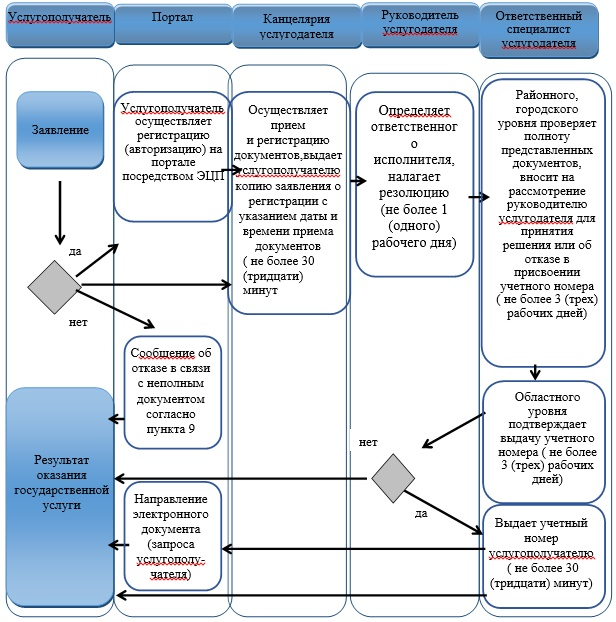 Услугополучатель
Портал
Канцелярия
услугодателя
Руководитель
услугодателя
Ответственный
специалист
услугодателя
Заявление
Услугополучатель
осуществляет
регистрацию
(авторизацию) на
портале
посредством ЭЦП
Осуществляет
прием
и регистрацию
документов,выдает
услугополучателю
копию заявления о
регистрации с
указанием даты и
времени приема
документов
( не более 30
(тридцати)
минут
Определяет
ответственног
о
исполнителя,
налагает
резолюцию
(не более 1
(одного)
рабочего дня)
Районного,
городского
уровня проверяет
полноту
представленных
документов,
вносит на
рассмотрение
руководителю
услугодателя для
принятия
решения или об
отказе в
присвоении
учетного номера
( не более 3 (трех)
рабочих дней)
да
нет
Сообщение об
отказе в связи
с неполным
документом
согласно
пункта 9
Областного
уровня
подтверждает
выдачу учетного
номера ( не более
3 (трех) рабочих
дней)
нет
да
Результат
оказания
государственной
услуги
Направление
электронного
документа
(запроса
услугополу-
чателя)
Выдает учетный
номер
услугополучателю
( не более 30
(тридцати) минут)